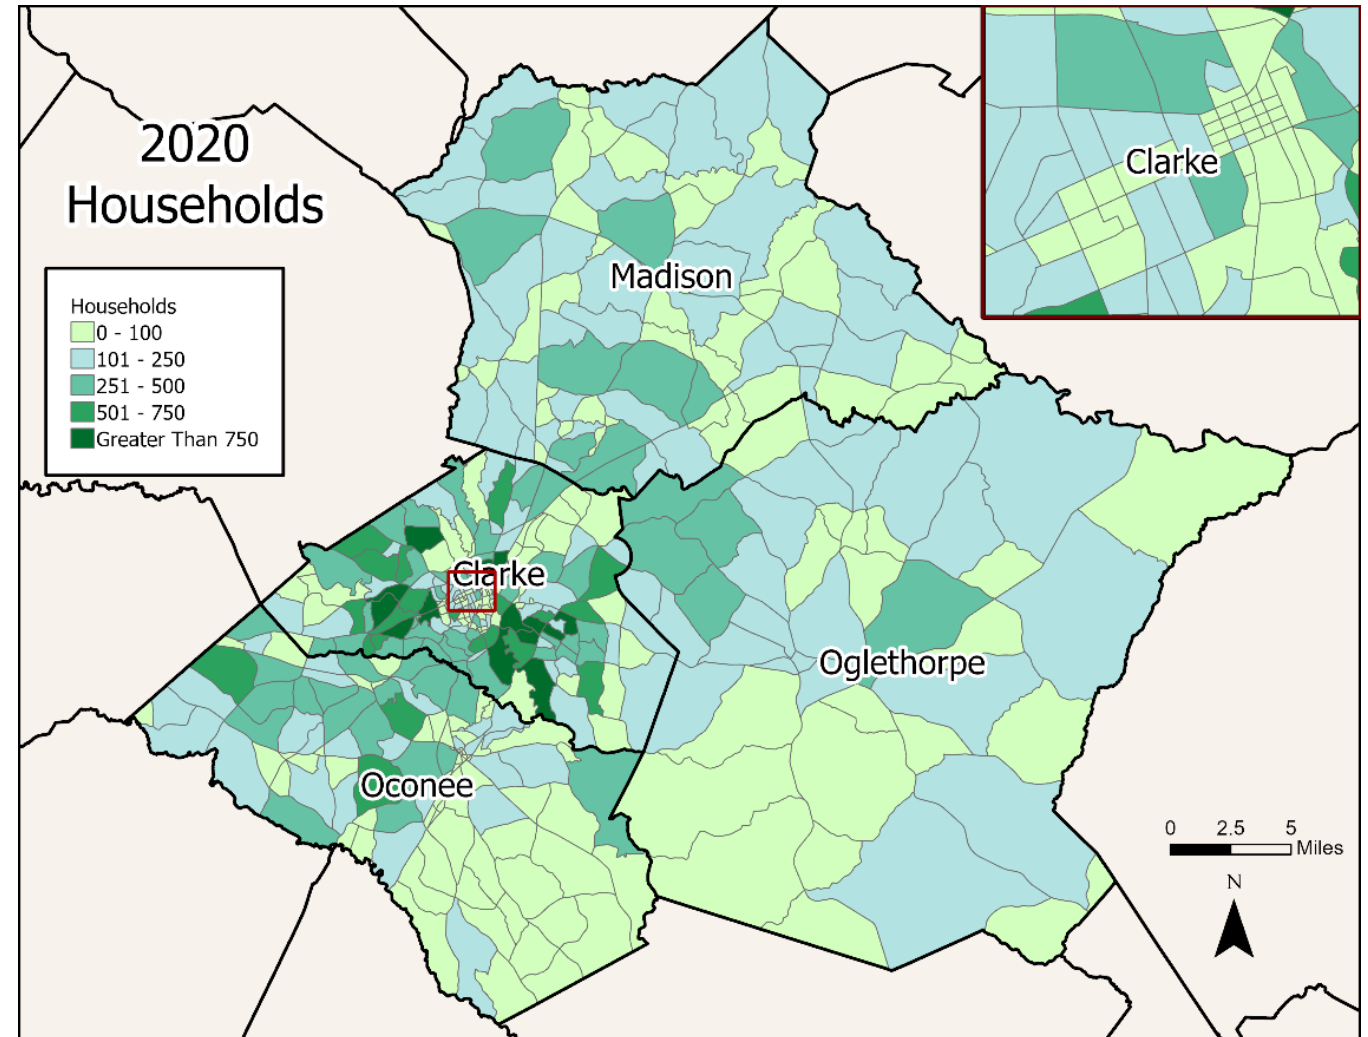 2020
Households
Households
0 - 100
101 - 250
251 - 500
501 - 750
Greater Than 750
Clarke
Madison
Clarke
Oglethorpe
Oconee
0 2.5 5
Miles
N